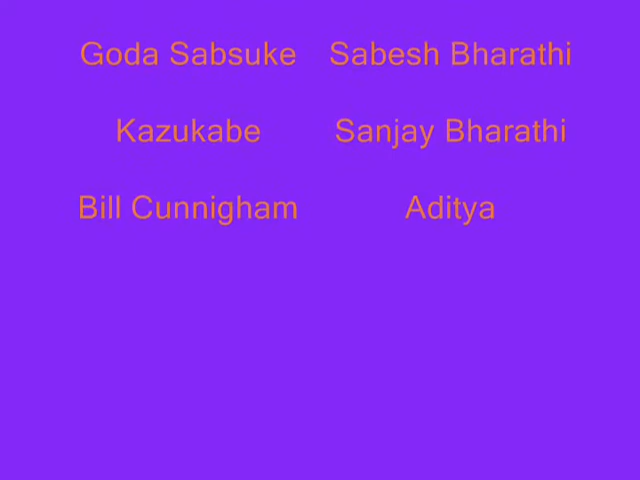 Goda Sabsuke Sabesh Bharathi
Kazukabe Sanjay Bharathi
Bill Cunnigham Aditya